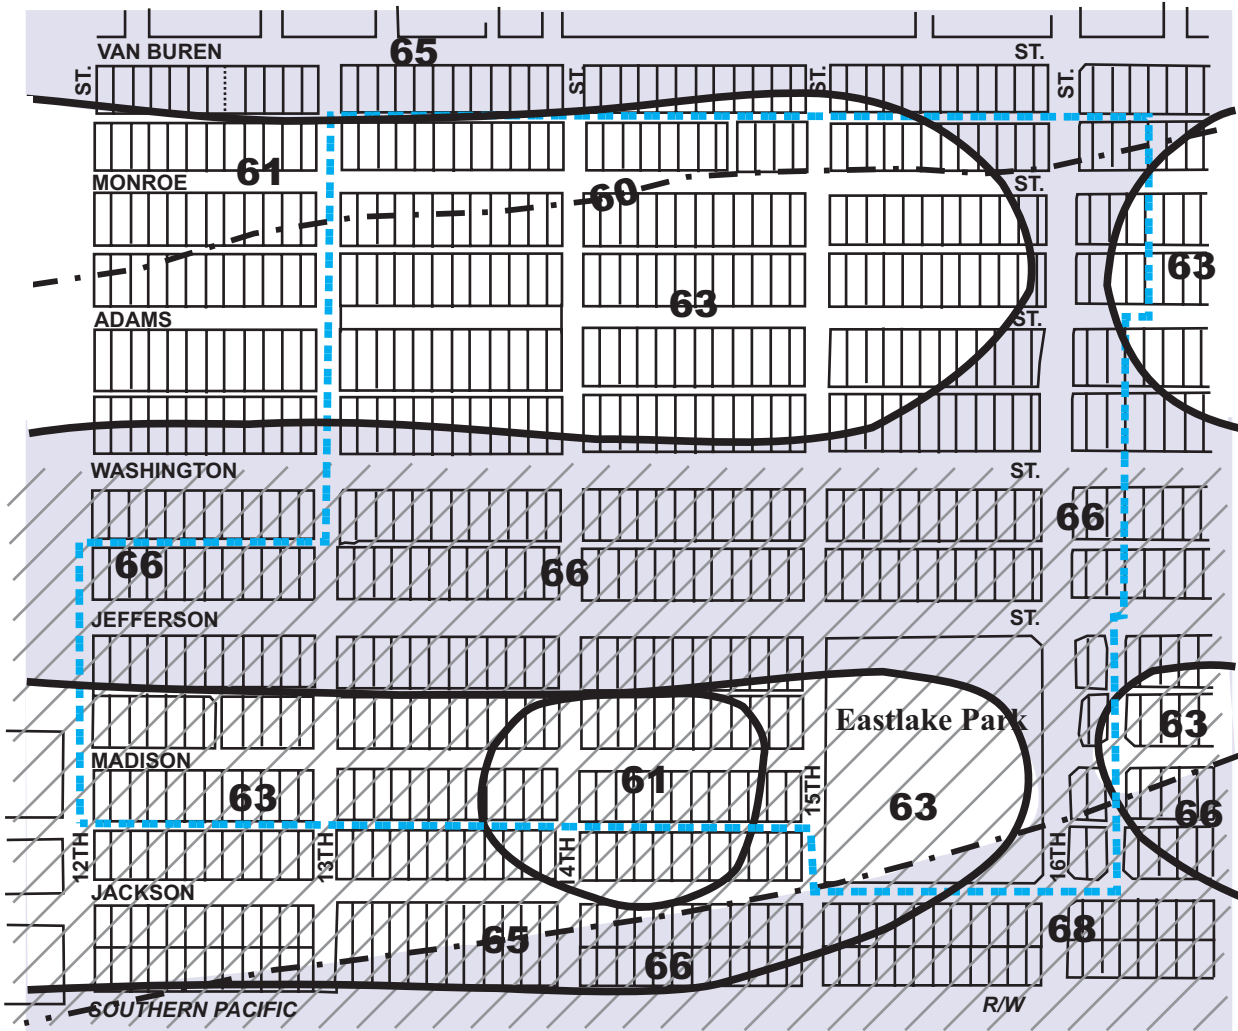 65
VAN BUREN ST.
ST. ST. ST. ST.
61
MONROE ST.
60
63
63
ADAMS ST.
WASHINGTON ST.
66
66
66
JEFFERSON ST.
Eastlake Park
63
MADISON
63
61
63
66
12TH 13TH 14TH 15TH 16TH
JACKSON
65
66
68
SOUTHERN PACIFIC R/W